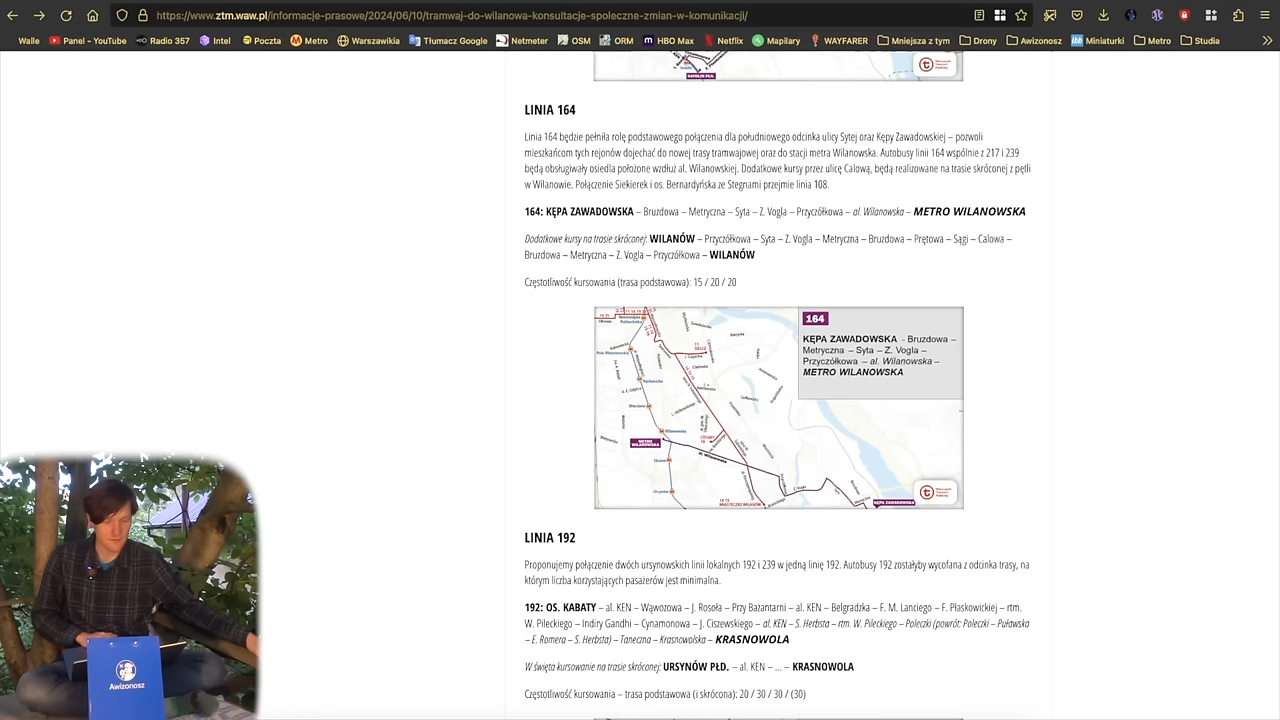 https://www.ztm.waw.pl/informacje-prasowe/2024/06/10/tramwaj-do-wilanowa-konsultacje-spoleczne-zmian-w-komunikacji/
Walle Panel - YouTube Radio 357 Intel Poczta Metro Warszawikia Tłumacz Google Netmeter OSM ORM HBO Max Netflix Mapilary WAYFARER Mniejsza z tym Drony Awizonosz Miniaturki Metro Studia
LINIA 164
Linia 164 będzie pełniła rolę podstawowego połączenia dla południowego odcinka ulicy Sytej oraz Kępy Zawadowskiej – pozwoli
mieszkańcom tych rejonów dojechać do nowej trasy tramwajowej oraz do stacji metra Wilanowska. Autobusy linii 164 wspólnie z 217 i 239
będą obsługiwały osiedla położone wzdłuż al. Wilanowskiej. Dodatkowe kursy przez ulicę Calową, będą realizowane na trasie skróconej z pętli
w Wilanowie. Połączenie Siekierek i os. Bernardyńska ze Stegnami przejmie linia 108.
164: KĘPA ZAWADOWSKA – Bruzdowa – Metryczna – Syta – Z. Vogla – Przyczółkowa – al. Wilanowska – METRO WILANOWSKA
Dodatkowe kursy na trasie skróconej: WILANÓW – Przyczółkowa – Syta – Z. Vogla – Metryczna – Bruzdowa – Prętowa – Sągi – Calowa –
Bruzdowa – Metryczna – Z. Vogla – Przyczółkowa – WILANÓW
Częstotliwość kursowania (trasa podstawowa): 15 / 20 / 20
164
KĘPA ZAWADOWSKA - Bruzdowa –
Metryczna – Syta – Z. Vogla –
Przyczółkowa – al. Wilanowska –
METRO WILANOWSKA
METRO
WILANOWSKA
al. Wilanowska
KĘPA ZAWADOWSKA
LINIA 192
Proponujemy połączenie dwóch ursynowskich linii lokalnych 192 i 239 w jedną linię 192. Autobusy 192 zostałyby wycofana z odcinka trasy, na
którym liczba korzystających pasażerów jest minimalna.
192: OS. KABATY – al. KEN – Wąwozowa – J. Rosoła – Przy Bażantarni – al. KEN – Belgradzka – F. M. Lanciego – F. Płaskowickiej – rtm.
W. Pileckiego – Indiry Gandhi – Cynamonowa – J. Ciszewskiego – al. KEN – S. Herbsta – rtm. W. Pileckiego – Poleczki (powrót: Poleczki – Puławska
– E. Romera – S. Herbsta) – Taneczna – Krasnowolska – KRASNOWOLA
W święta kursowanie na trasie skróconej: URSYNÓW PŁD. – al. KEN – ... – KRASNOWOLA
Częstotliwość kursowania – trasa podstawowa (i skrócona): 20 / 30 / 30 / (30)
Awizonosz